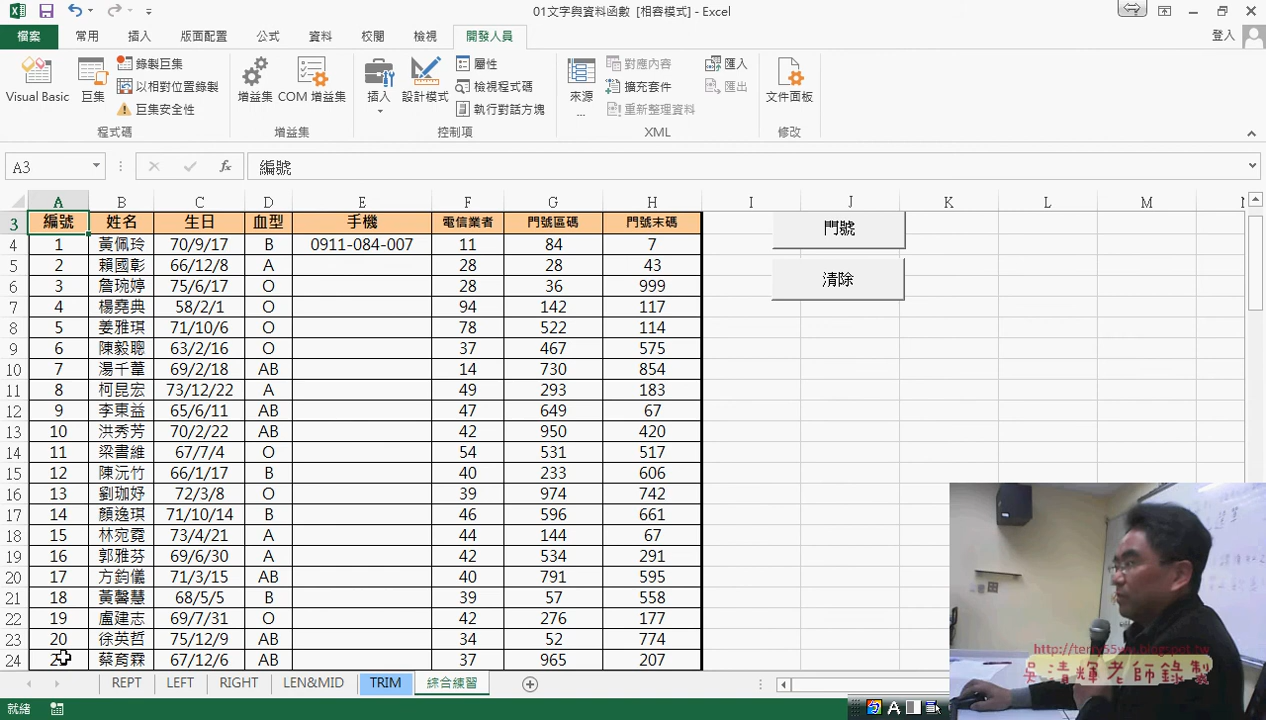 01文字與資料函數 [相容模式] - Excel
檔案 常用 插入 版面配置 公式 資料 校閱 檢視 開發人員 登入
Visual Basic 巨集 錄製巨集 以相對位置錄製 巨集安全性 程式碼
增益集 COM 增益集 增益集
插入 設計模式 屬性 檢視程式碼 執行對話方塊 控制項
來源... 對應內容 擴充套件 重新整理資料 匯入 匯出 XML
文件面板 修改
A3 編號
A B C D E F G H I J K L M
3 編號 姓名 生日 血型 手機 電信業者 門號區碼 門號末碼 門號
4 1 黃佩玲 70/9/17 B 0911-084-007 11 84 7
5 2 賴國彰 66/12/8 A 28 28 43 清除
6 3 詹琬婷 75/6/17 O 28 36 999
7 4 楊堯典 58/2/1 O 94 142 117
8 5 姜雅琪 71/10/6 O 78 522 114
9 6 陳毅聰 63/2/16 O 37 467 575
10 7 湯千葦 69/2/18 AB 14 730 854
11 8 柯昆宏 73/12/22 A 49 293 183
12 9 李東益 65/6/11 AB 47 649 67
13 10 洪秀芳 70/2/22 AB 42 950 420
14 11 梁書維 67/7/4 O 54 531 517
15 12 陳沅竹 66/1/17 B 40 233 606
16 13 劉珈妤 72/3/8 O 39 974 742
17 14 顏逸琪 71/10/14 B 46 596 661
18 15 林宛霓 73/4/21 A 44 144 67
19 16 郭雅芬 69/6/30 A 42 534 291
20 17 方鈞儀 71/3/15 AB 40 791 595
21 18 黃馨慧 68/5/5 B 39 57 558
22 19 盧建志 69/7/31 O 42 276 177
23 20 徐英哲 75/12/9 AB 34 52 774
24 蔡育霖 67/12/6 AB 37 965 207
REPT LEFT RIGHT LEN&MID TRIM 綜合練習
http://terry55wu.blogspot.tw
吳清輝老師錄製
就緒